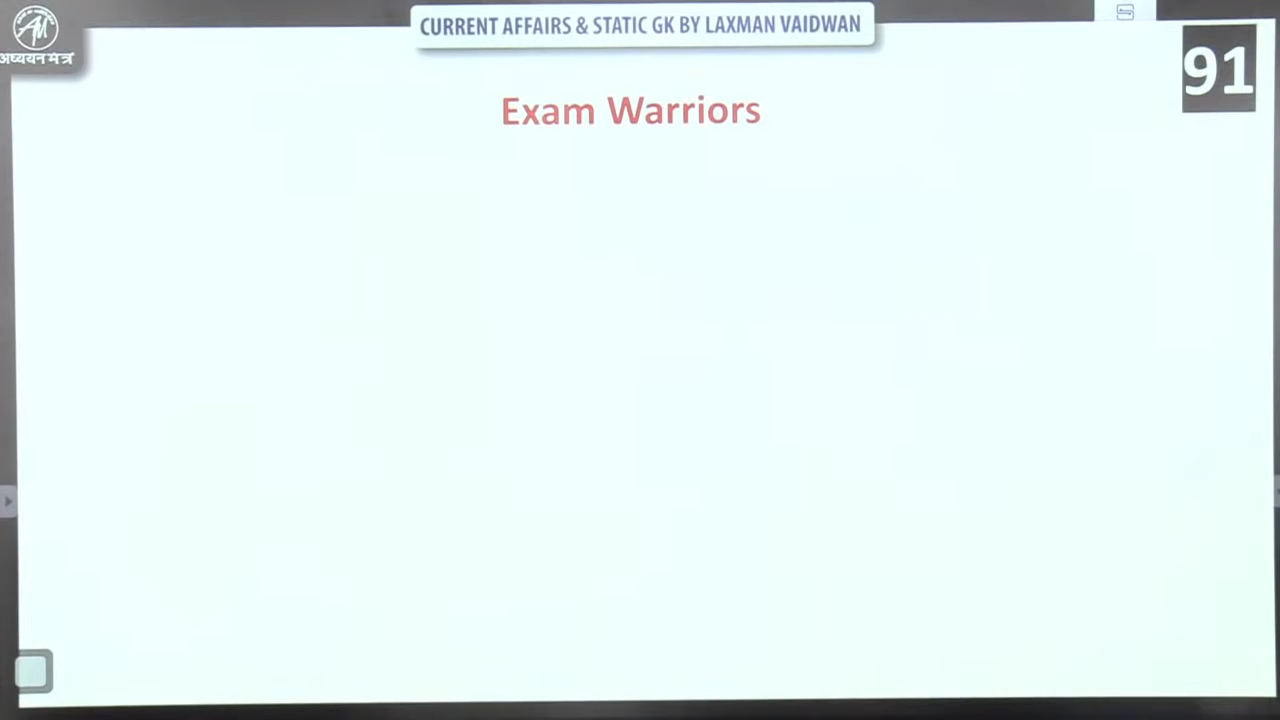 CURRENT AFFAIRS & STATIC GK BY LAXMAN VAIDWAN
अध्ययन मंत्र
91
Exam Warriors